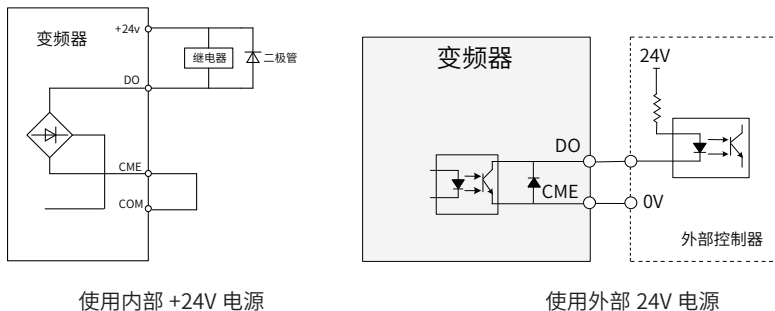 变频器
+24v
继电器
二极管
DO
CME
COM
使用内部 +24V 电源
变频器
24V
DO
CME
0V
外部控制器
使用外部 24V 电源